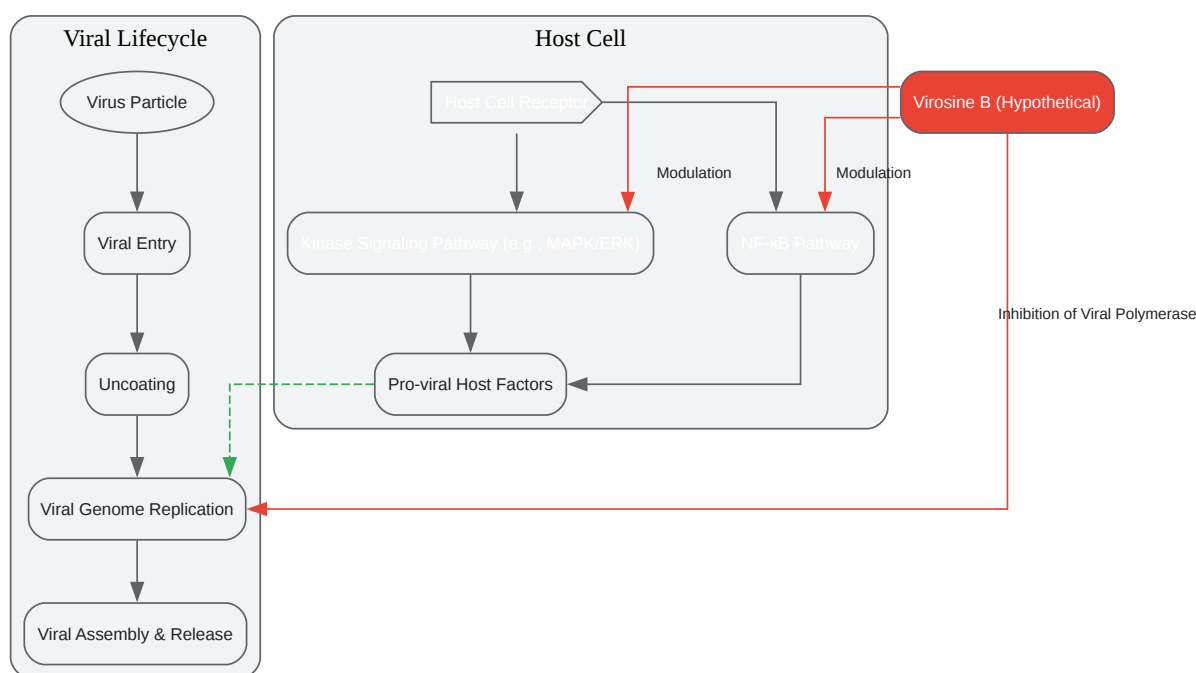 Viral Lifecycle
Host Cell
Virus Particle
Host Cell Receptor
Virosine B (Hypothetical)
Modulation
Modulation
Viral Entry
Kinase Signaling Pathway (e.g., MAPK/ERK)
NF-κB Pathway
Inhibition of Viral Polymerase
Uncoating
Pro-viral Host Factors
Viral Genome Replication
Viral Assembly & Release